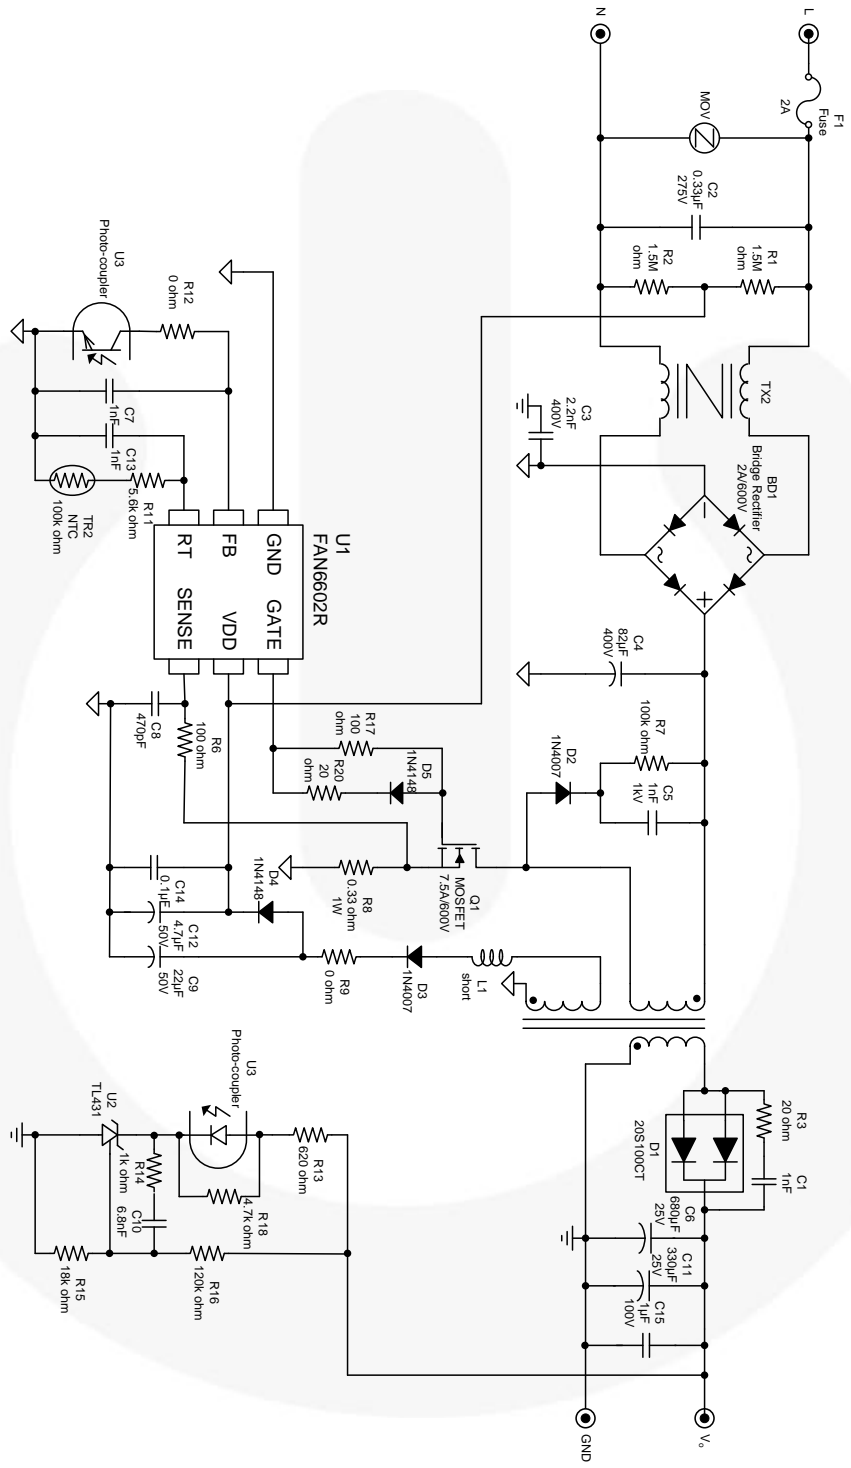 L
N
F1
Fuse
2A
MOV
C2
0.33µF
275V
R1
1.5M
ohm
R2
1.5M
ohm
TX2
C3
2.2nF
400V
BD1
Bridge Rectifier
2A/600V
C4
82µF
400V
R7
100k ohm
C5
1nF
1kV
D2
1N4007
R3
20 ohm
C1
1nF
D1
20S100CT
C6
680µF
25V
C11
330µF
25V
C15
1µF
100V
Vo
GND
U3
Photo-coupler
R12
0 ohm
C7
1nF
C13
1nF
R11
5.6k ohm
TR2
NTC
100k ohm
U1
FAN6602R
GND
GATE
FB
VDD
RT
SENSE
R17
100
ohm
D5
1N4148
R20
20
ohm
R6
100 ohm
C8
470pF
Q1
MOSFET
7.5A/600V
R8
0.33 ohm
1W
D4
1N4148
C14
0.1µF
C12
4.7µF
50V
C9
22µF
50V
R9
0 ohm
D3
1N4007
L1
short
U3
Photo-coupler
R13
620 ohm
R18
4.7k ohm
U2
TL431
R14
1k ohm
C10
6.8nF
R16
120k ohm
R15
18k ohm